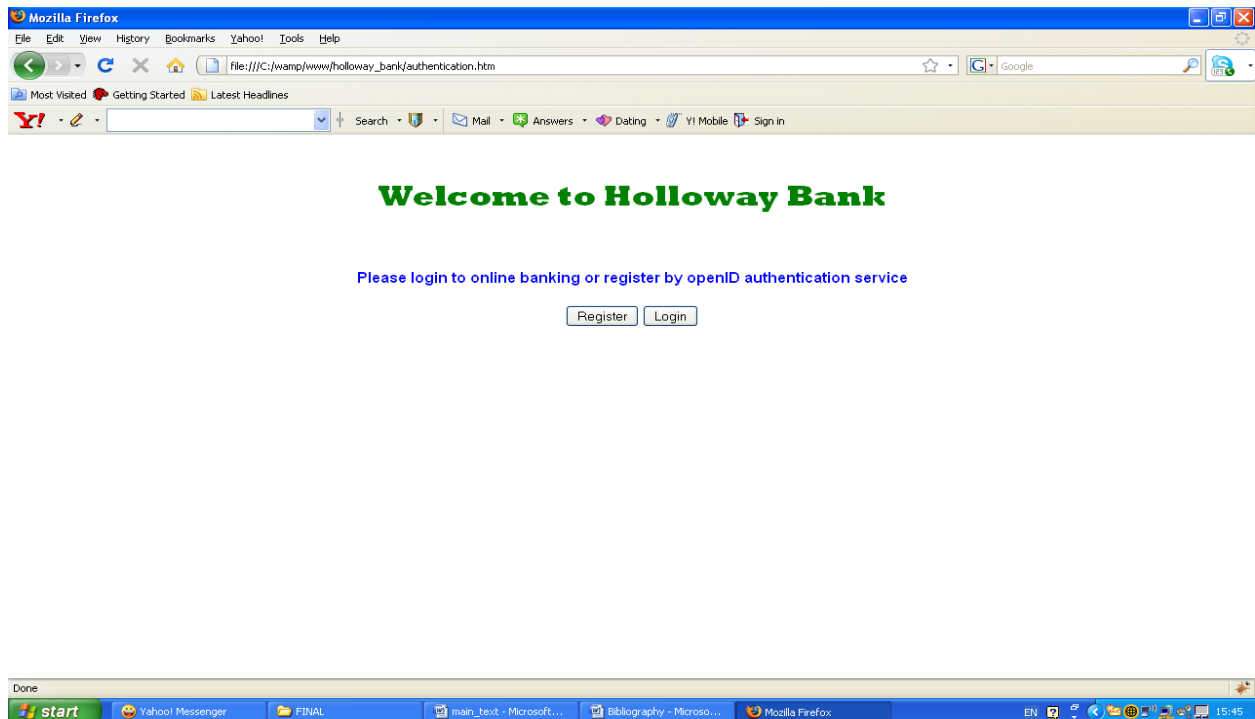 Mozilla Firefox
File Edit View History Bookmarks Yahoo! Tools Help
file:///C:/wamp/www/holloway_bank/authentication.htm G Google
Most Visited Getting Started Latest Headlines
Y! Search Mail Answers Dating Y! Mobile Sign in
Welcome to Holloway Bank
Please login to online banking or register by openID authentication service
Register Login
Done
start Yahoo! Messenger FINAL main_text - Microsoft... Bibliography - Microso... Mozilla Firefox EN 15:45